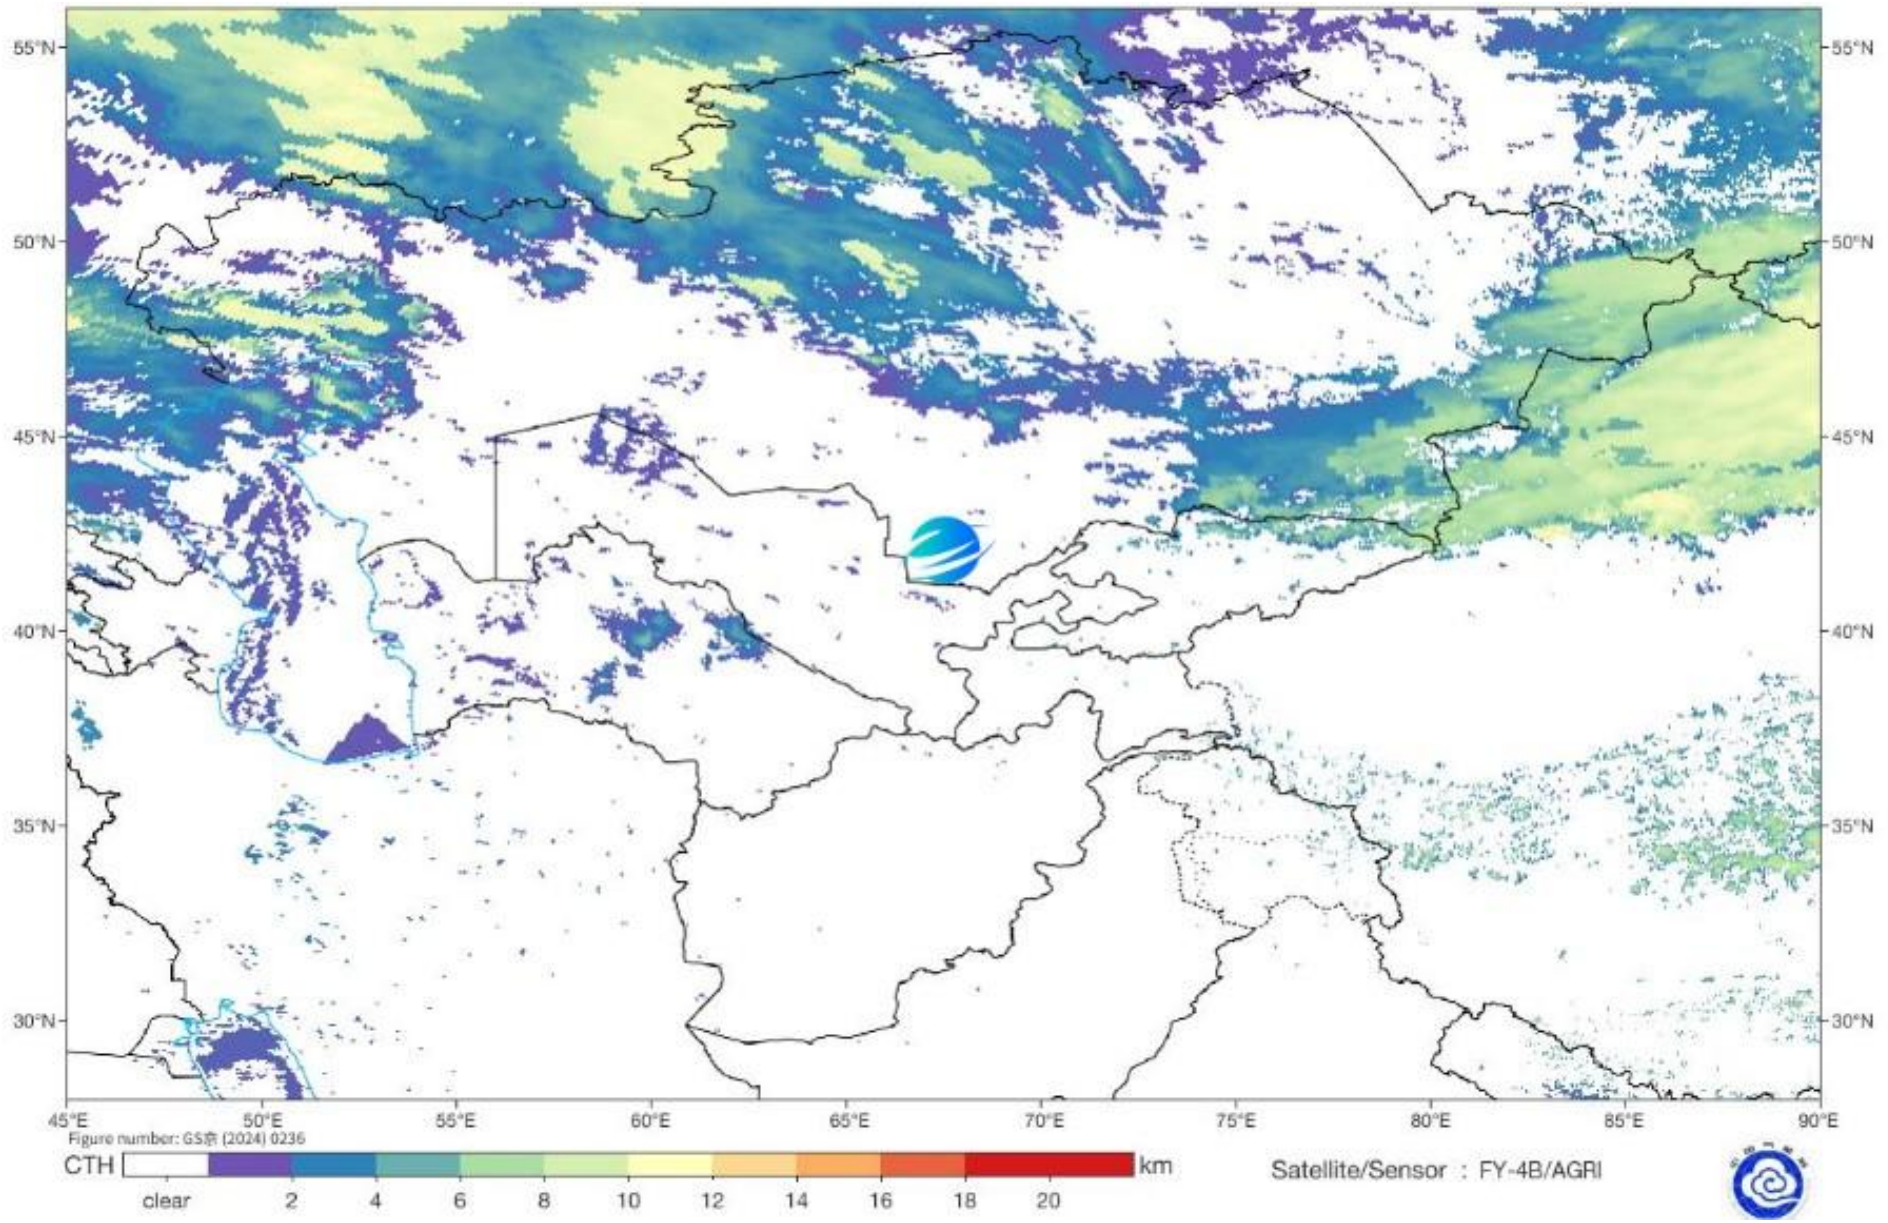 55°N 55°N
50°N 50°N
45°N 45°N
40°N 40°N
35°N 35°N
30°N 30°N
45°E 50°E 55°E 60°E 65°E 70°E 75°E 80°E 85°E 90°E
Figure number: GS京 (2024) 0236
CTH km
clear 2 4 6 8 10 12 14 16 18 20
Satellite/Sensor : FY-4B/AGRI